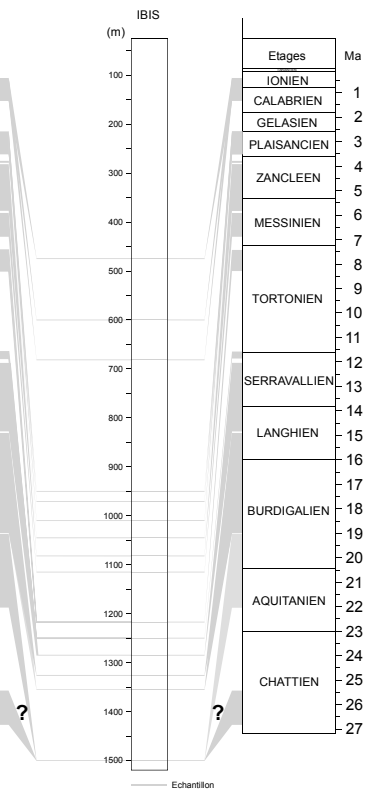 IBIS
(m)
100
200
300
400
500
600
700
800
900
1000
1100
1200
1300
1400
1500
Etages
IONIEN
CALABRIEN
GELASIEN
PLAISANCIEN
ZANCLEEN
MESSINIEN
TORTONIEN
SERRAVALLIEN
LANGHIEN
BURDIGALIEN
AQUITANIEN
CHATTIEN
Ma
1
2
3
4
5
6
7
8
9
10
11
12
13
14
15
16
17
18
19
20
21
22
23
24
25
26
27
?
?
Echantillon